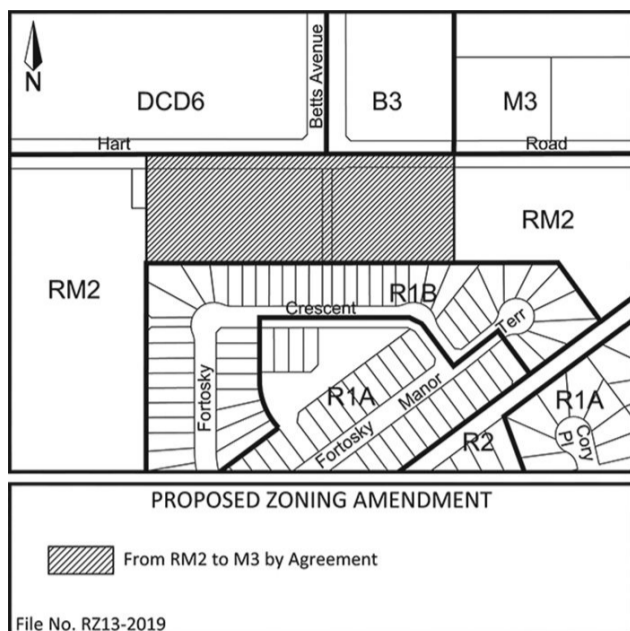 N
DCD6
Betts Avenue
B3
M3
Hart
Road
RM2
RM2
R1B
Crescent
Terr
Fortosky
R1A
Manor
Fortosky
R2
R1A
Cory
Pl
PROPOSED ZONING AMENDMENT
From RM2 to M3 by Agreement
File No. RZ13-2019